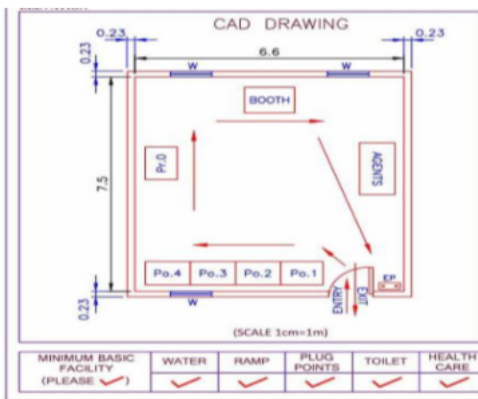 CAD DRAWING
0.23
0.23
6.6
0.23
W
W
BOOTH
Pr.O
AGENTS
7.5
Po.4
Po.3
Po.2
Po.1
EP
0.23
W
ENTRY
EXIT
(SCALE 1cm=1m)
MINIMUM BASIC FACILITY (PLEASE ✓)
WATER
RAMP
PLUG POINTS
TOILET
HEALTH CARE
✓
✓
✓
✓
✓